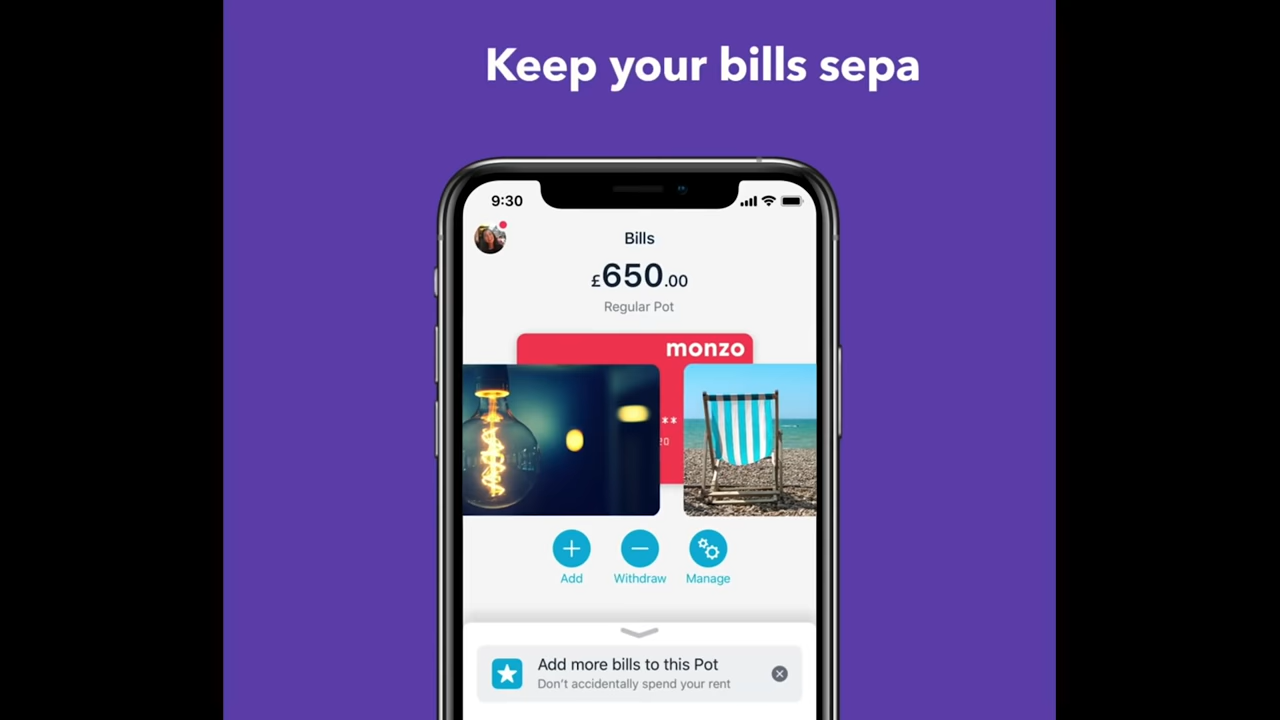 Keep your bills sepa
9:30
Bills
£650.00
Regular Pot
monzo
**
20
Add
Withdraw
Manage
Add more bills to this Pot
Don't accidentally spend your rent